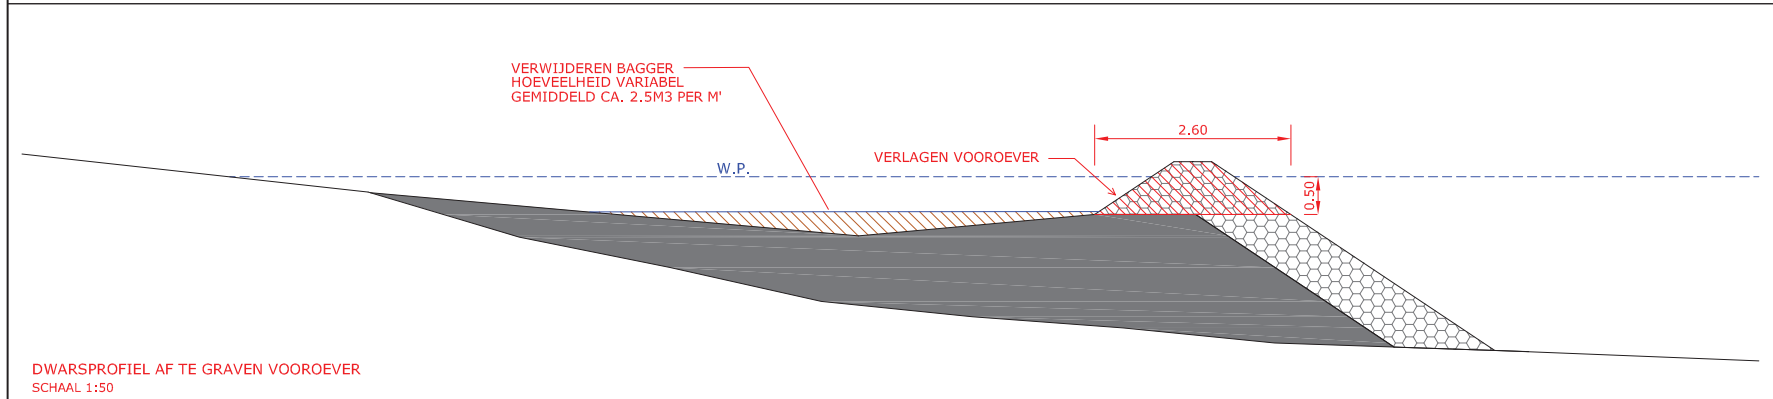 VERWIJDEREN BAGGER
HOEVEELHEID VARIABEL
GEMIDDELD CA. 2.5M3 PER M'
W.P.
VERLAGEN VOOROEVER
2.60
0.50
DWARSPROFIEL AF TE GRAVEN VOOROEVER
SCHAAL 1:50